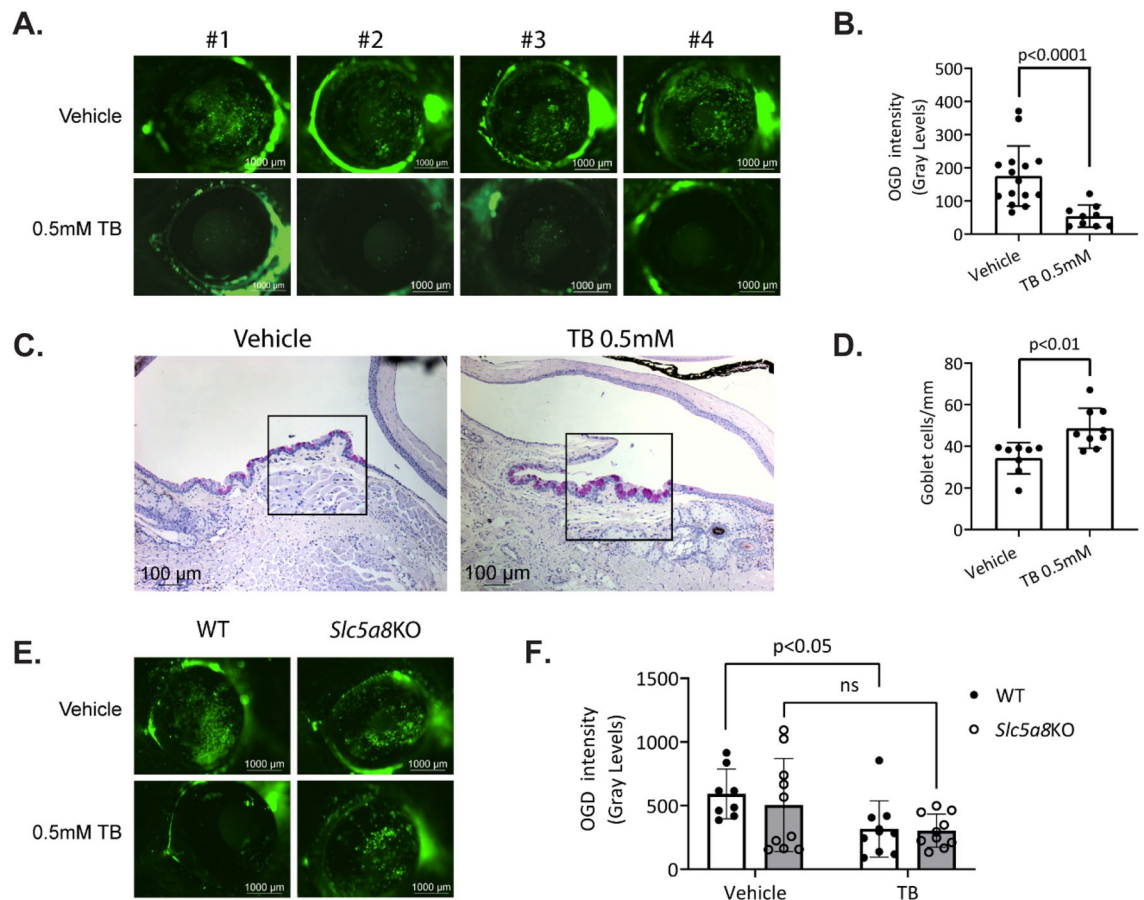 A.
#1 #2 #3 #4
Vehicle
1000 µm 1000 µm 1000 µm 1000 µm
0.5mM TB
1000 µm 1000 µm 1000 µm 1000 µm
B.
p<0.0001
OGD intensity
(Gray Levels)
500
400
300
200
100
0
Vehicle TB 0.5mM
C.
Vehicle TB 0.5mM
100 µm 100 µm
D.
p<0.01
Goblet cells/mm
80
60
40
20
0
Vehicle TB 0.5mM
E.
WT Slc5a8KO
Vehicle
1000 µm 1000 µm
0.5mM TB
1000 µm 1000 µm
F.
p<0.05
ns
OGD intensity
(Gray Levels)
1500
1000
500
0
Vehicle TB
WT
Slc5a8KO